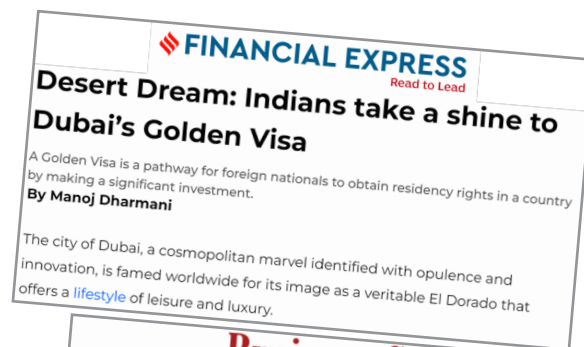 FINANCIAL EXPRESS
Read to Lead
Desert Dream: Indians take a shine to
Dubai's Golden Visa
A Golden Visa is a pathway for foreign nationals to obtain residency rights in a country
by making a significant investment.
By Manoj Dharmani
The city of Dubai, a cosmopolitan marvel identified with opulence and
innovation, is famed worldwide for its image as a veritable El Dorado that
offers a lifestyle of leisure and luxury.